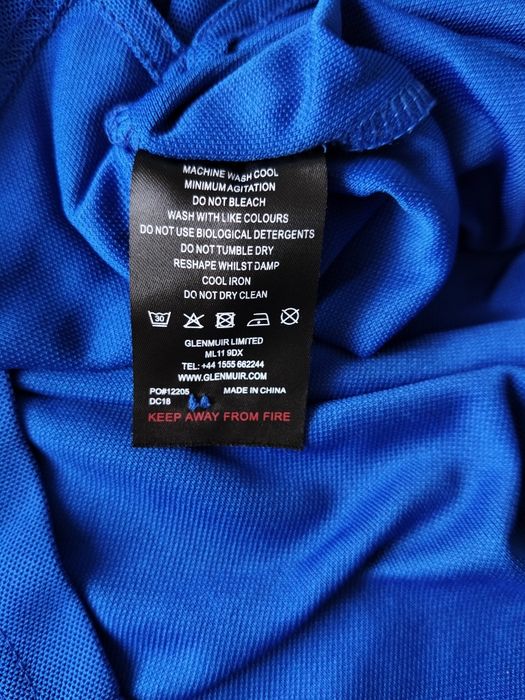 MACHINE WASH COOL
MINIMUM AGITATION
DO NOT BLEACH
WASH WITH LIKE COLOURS
DO NOT USE BIOLOGICAL DETERGENTS
DO NOT TUMBLE DRY
RESHAPE WHILST DAMP
COOL IRON
DO NOT DRY CLEAN
30
GLENMUIR LIMITED
ML11 9DX
TEL: +44 1555 662244
WWW.GLENMUIR.COM
PO#12205 MADE IN CHINA
DC18
KEEP AWAY FROM FIRE